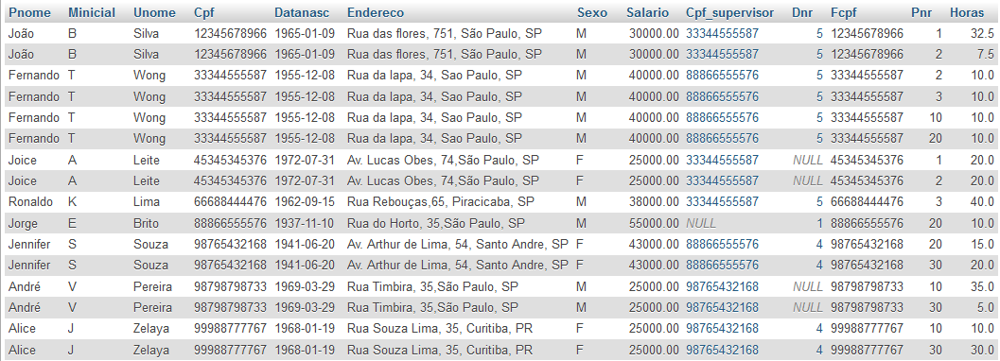 Pnome Minicial Unome Cpf Datanasc Endereco Sexo Salario Cpf_supervisor Dnr Fcpf Pnr Horas
João B Silva 12345678966 1965-01-09 Rua das flores, 751, São Paulo, SP M 30000.00 33344555587 5 12345678966 1 32.5
João B Silva 12345678966 1965-01-09 Rua das flores, 751, São Paulo, SP M 30000.00 33344555587 5 12345678966 2 7.5
Fernando T Wong 33344555587 1955-12-08 Rua da lapa, 34, Sao Paulo, SP M 40000.00 88866555576 5 33344555587 2 10.0
Fernando T Wong 33344555587 1955-12-08 Rua da lapa, 34, Sao Paulo, SP M 40000.00 88866555576 5 33344555587 3 10.0
Fernando T Wong 33344555587 1955-12-08 Rua da lapa, 34, Sao Paulo, SP M 40000.00 88866555576 5 33344555587 10 10.0
Fernando T Wong 33344555587 1955-12-08 Rua da lapa, 34, Sao Paulo, SP M 40000.00 88866555576 5 33344555587 20 10.0
Joice A Leite 45345345376 1972-07-31 Av. Lucas Obes, 74,São Paulo, SP F 25000.00 33344555587 NULL 45345345376 1 20.0
Joice A Leite 45345345376 1972-07-31 Av. Lucas Obes, 74,São Paulo, SP F 25000.00 33344555587 NULL 45345345376 2 20.0
Ronaldo K Lima 66688444476 1962-09-15 Rua Rebouças,65, Piracicaba, SP M 38000.00 33344555587 5 66688444476 3 40.0
Jorge E Brito 88866555576 1937-11-10 Rua do Horto, 35,São Paulo, SP M 55000.00 NULL 1 88866555576 20 10.0
Jennifer S Souza 98765432168 1941-06-20 Av. Arthur de Lima, 54, Santo Andre, SP F 43000.00 88866555576 4 98765432168 20 15.0
Jennifer S Souza 98765432168 1941-06-20 Av. Arthur de Lima, 54, Santo Andre, SP F 43000.00 88866555576 4 98765432168 30 20.0
André V Pereira 98798798733 1969-03-29 Rua Timbira, 35,São Paulo, SP M 25000.00 98765432168 NULL 98798798733 10 35.0
André V Pereira 98798798733 1969-03-29 Rua Timbira, 35,São Paulo, SP M 25000.00 98765432168 NULL 98798798733 30 5.0
Alice J Zelaya 99988777767 1968-01-19 Rua Souza Lima, 35, Curitiba, PR F 25000.00 98765432168 4 99988777767 10 10.0
Alice J Zelaya 99988777767 1968-01-19 Rua Souza Lima, 35, Curitiba, PR F 25000.00 98765432168 4 99988777767 30 30.0